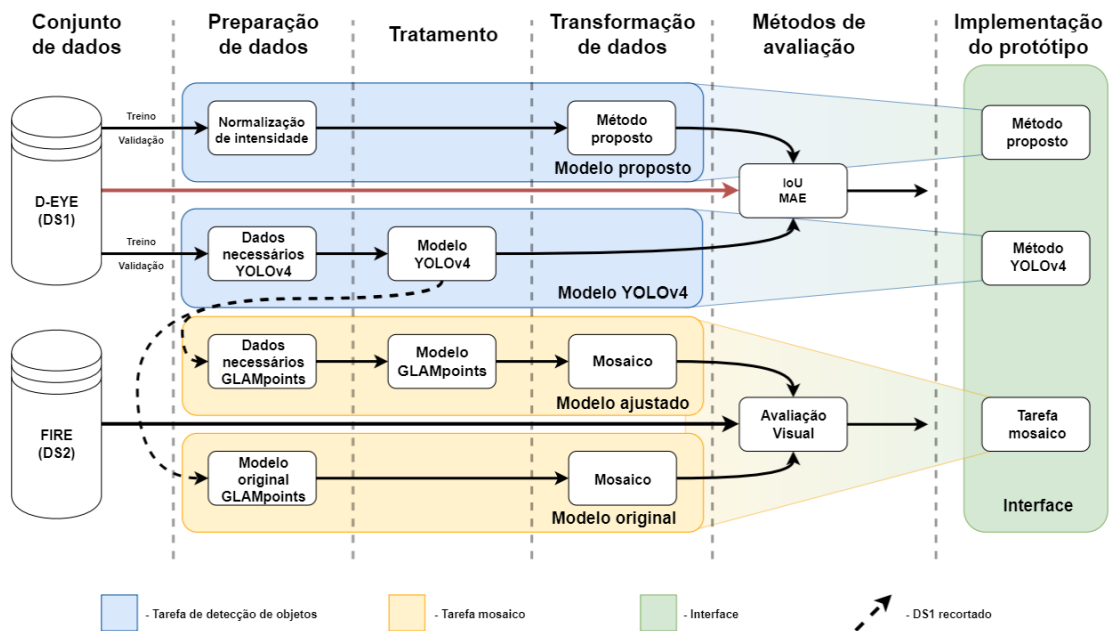 Conjunto
de dados
Preparação
de dados
Tratamento
Transformação
de dados
Métodos de
avaliação
Implementação
do protótipo
Treino
Validação
Normalização
de intensidade
Método
proposto
Modelo proposto
Método
proposto
D-EYE
(DS1)
IoU
MAE
Treino
Validação
Dados
necessários
YOLOv4
Modelo
YOLOv4
Modelo YOLOv4
Método
YOLOv4
Dados
necessários
GLAMpoints
Modelo
GLAMpoints
Mosaico
Modelo ajustado
FIRE
(DS2)
Avaliação
Visual
Tarefa
mosaico
Modelo
original
GLAMpoints
Mosaico
Modelo original
Interface
- Tarefa de detecção de objetos
- Tarefa mosaico
- Interface
- DS1 recortado